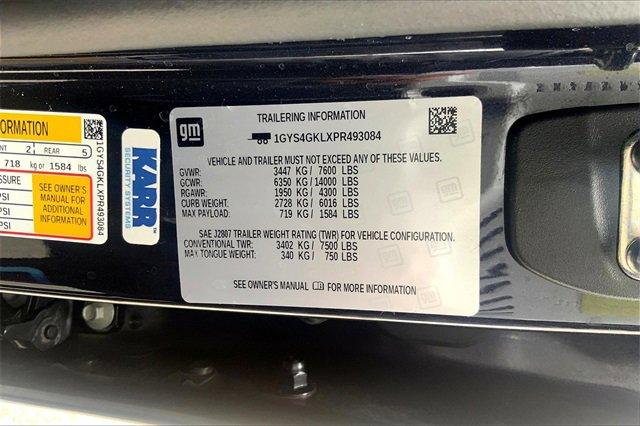 ORMATION
NT 2 REAR 5
718 kg or 1584 lbs
ESSURE
PSI
PSI
PSI
SEE OWNER'S
MANUAL FOR
ADDITIONAL
INFORMATION
1GYS4GKLXPR493084
KARR™
SECURITY SYSTEMS
gm
TRAILERING INFORMATION
1GYS4GKLXPR493084
VEHICLE AND TRAILER MUST NOT EXCEED ANY OF THESE VALUES.
GVWR: 3447 KG / 7600 LBS
GCWR: 6350 KG / 14000 LBS
RGAWR: 1950 KG / 4300 LBS
CURB WEIGHT: 2728 KG / 6016 LBS
MAX PAYLOAD: 719 KG / 1584 LBS
SAE J2807 TRAILER WEIGHT RATING (TWR) FOR VEHICLE CONFIGURATION.
CONVENTIONAL TWR: 3402 KG / 7500 LBS
MAX TONGUE WEIGHT: 340 KG / 750 LBS
SEE OWNER'S MANUAL FOR MORE INFORMATION